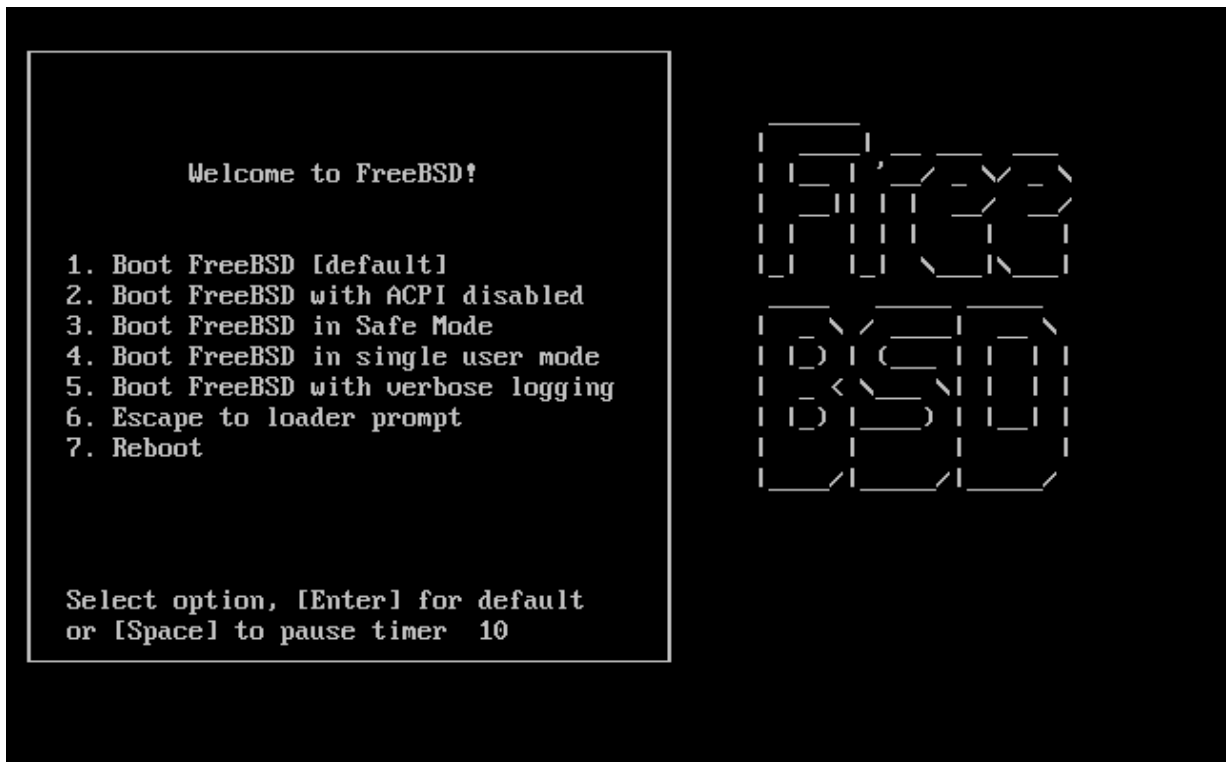 Welcome to FreeBSD!
1. Boot FreeBSD [default]
2. Boot FreeBSD with ACPI disabled
3. Boot FreeBSD in Safe Mode
4. Boot FreeBSD in single user mode
5. Boot FreeBSD with verbose logging
6. Escape to loader prompt
7. Reboot
Select option, [Enter] for default
or [Space] to pause timer  10
Free
BSD